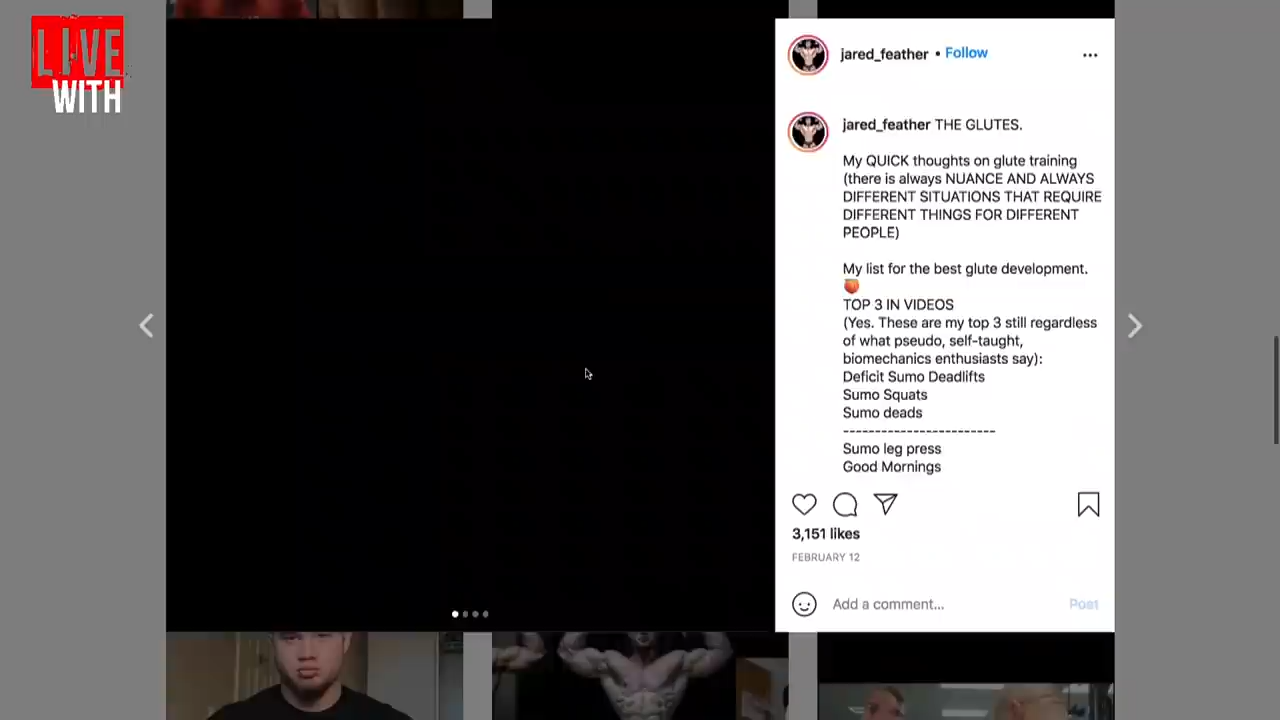 LIVE
WITH
jared_feather • Follow
jared_feather THE GLUTES.
My QUICK thoughts on glute training
(there is always NUANCE AND ALWAYS
DIFFERENT SITUATIONS THAT REQUIRE
DIFFERENT THINGS FOR DIFFERENT
PEOPLE)
My list for the best glute development.
🍑
TOP 3 IN VIDEOS
(Yes. These are my top 3 still regardless
of what pseudo, self-taught,
biomechanics enthusiasts say):
Deficit Sumo Deadlifts
Sumo Squats
Sumo deads
------------------------
Sumo leg press
Good Mornings
3,151 likes
FEBRUARY 12
Add a comment...
Post